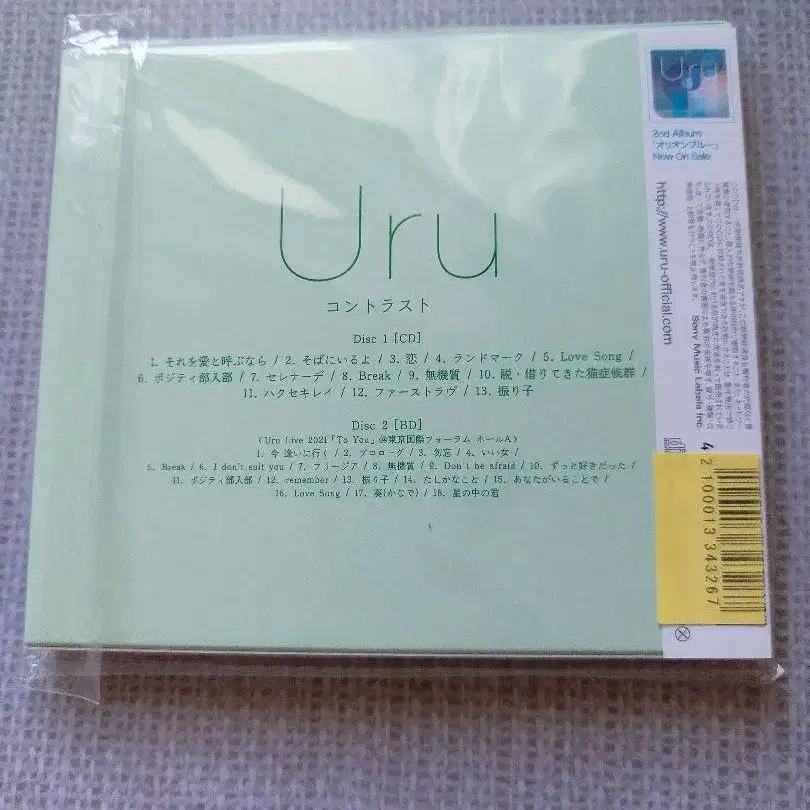 Uru
コントラスト
Disc 1 [CD]
1. それを愛と呼ぶなら / 2. そばにいるよ / 3. 恋 / 4. ランドマーク / 5. Love Song /
6. ポジティ部入部 / 7. セレナーデ / 8. Break / 9. 無機質 / 10. 脱・借りてきた猫症候群 /
11. ハクセキレイ / 12. ファーストラヴ / 13. 振り子
Disc 2 [BD]
(Uru Live 2021「To You」@東京国際フォーラム ホールA)
1. 今 逢いに行く / 2. プロローグ / 3. 勿忘 / 4. いい女 /
5. Break / 6. I don't suit you / 7. フリージア / 8. 無機質 / 9. Don't be afraid / 10. ずっと好きだった /
11. ポジティ部入部 / 12. remember / 13. 振り子 / 14. たしかなこと / 15. あなたがいることで /
16. Love Song / 17. 奏(かなで) / 18. 星の中の君
Uru
2nd Album
「オリオンブルー」
Now On Sale
http://www.uru-official.com
Sony Music Labels Inc.
4
2 100013 343267